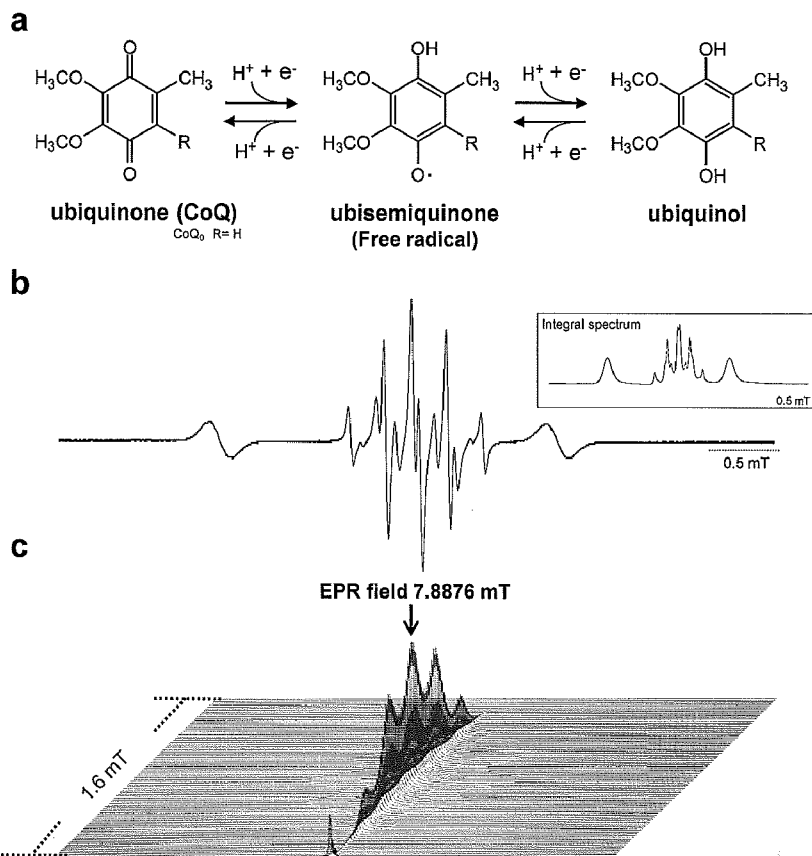 a
O
H₃CO
CH₃
H₃CO
R
O
H⁺ + e⁻
H⁺ + e⁻
OH
H₃CO
CH₃
H₃CO
R
O·
H⁺ + e⁻
H⁺ + e⁻
OH
H₃CO
CH₃
H₃CO
R
OH
ubiquinone (CoQ)
CoQ₀ R= H
ubisemiquinone
(Free radical)
ubiquinol
b
Integral spectrum
0.5 mT
0.5 mT
c
EPR field 7.8876 mT
1.6 mT